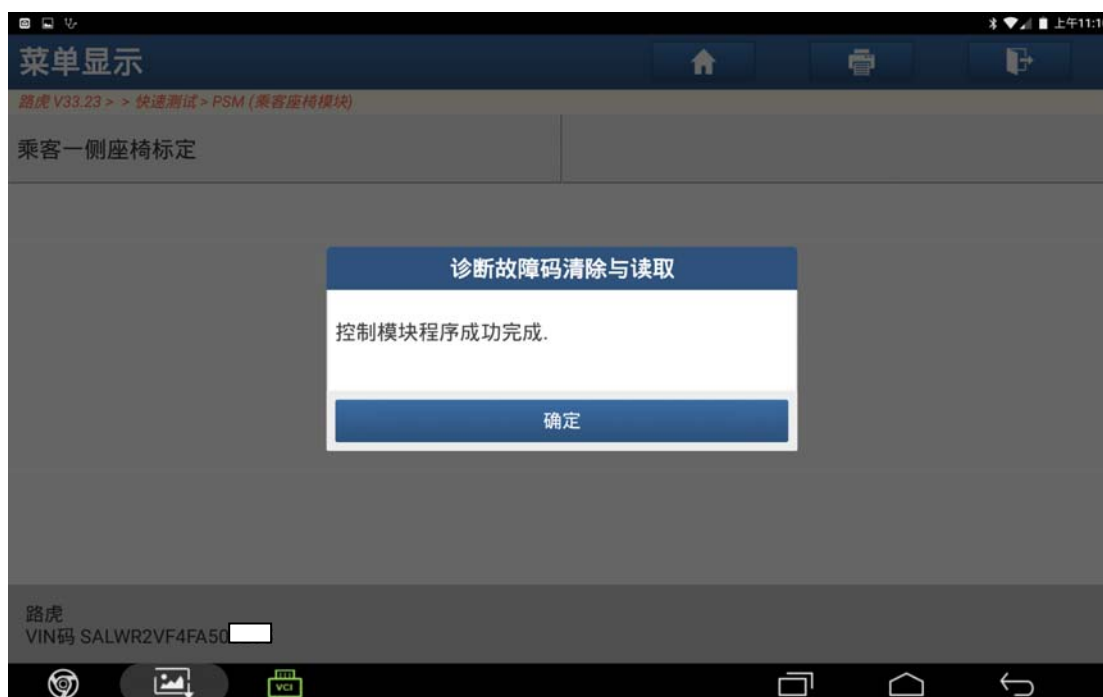 上午11:1
菜单显示
路虎 V33.23 > > 快速测试 > PSM (乘客座椅模块)
乘客一侧座椅标定
诊断故障码清除与读取
控制模块程序成功完成.
确定
路虎
VIN码 SALWR2VF4FA50
VCI